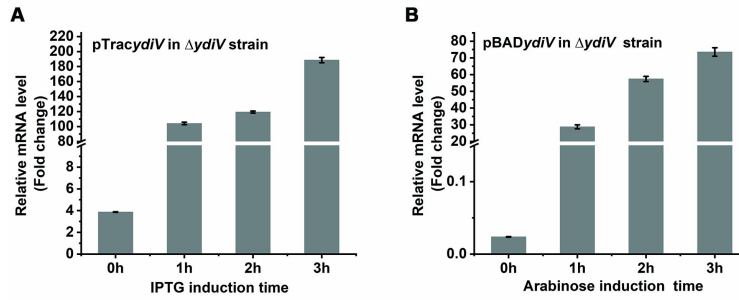 A
pTracydiV in ΔydiV strain
Relative mRNA level
(Fold change)
220
200
180
160
140
120
100
80
8
6
4
2
0
0h 1h 2h 3h
IPTG induction time
B
pBADydiV in ΔydiV strain
Relative mRNA level
(Fold change)
80
70
60
50
40
30
20
0.1
0.0
0h 1h 2h 3h
Arabinose induction time